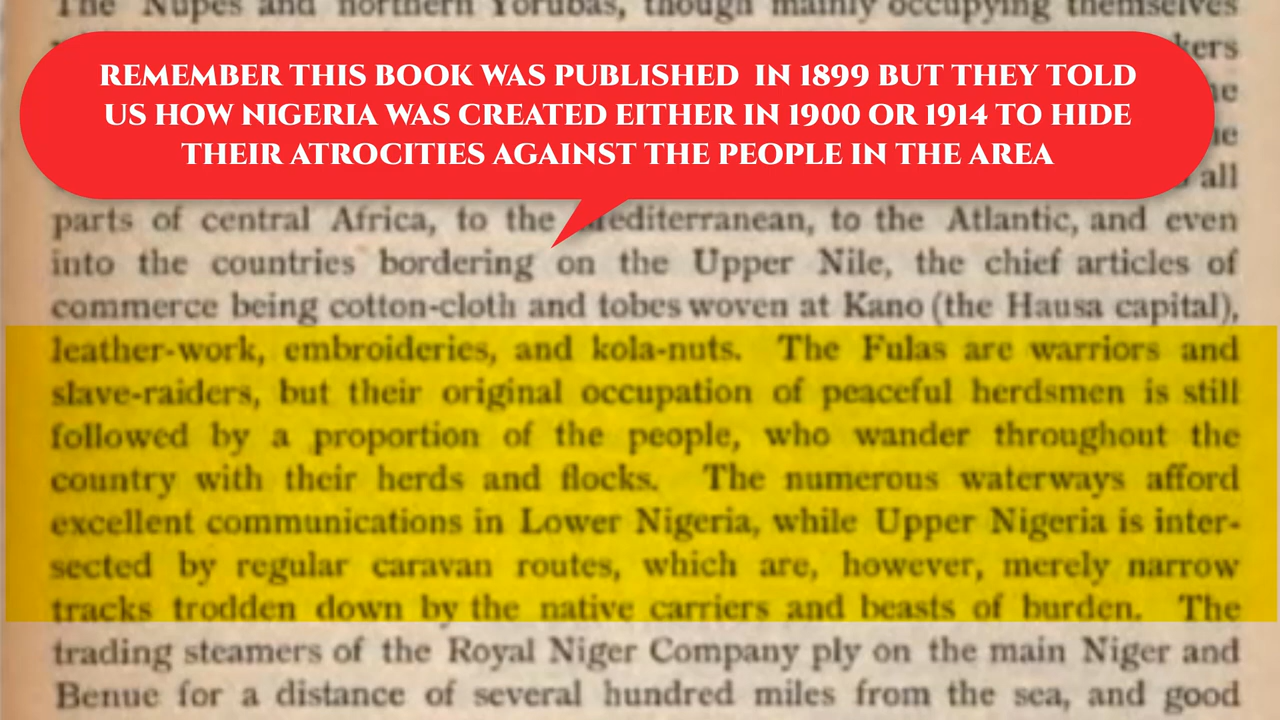 The Nupes and northern Yorubas, though mainly occupying themselves
REMEMBER THIS BOOK WAS PUBLISHED IN 1899 BUT THEY TOLD
US HOW NIGERIA WAS CREATED EITHER IN 1900 OR 1914 TO HIDE
THEIR ATROCITIES AGAINST THE PEOPLE IN THE AREA
all
parts of central Africa, to the Mediterranean, to the Atlantic, and even
into the countries bordering on the Upper Nile, the chief articles of
commerce being cotton-cloth and tobes woven at Kano (the Hausa capital),
leather-work, embroideries, and kola-nuts. The Fulas are warriors and
slave-raiders, but their original occupation of peaceful herdsmen is still
followed by a proportion of the people, who wander throughout the
country with their herds and flocks. The numerous waterways afford
excellent communications in Lower Nigeria, while Upper Nigeria is inter-
sected by regular caravan routes, which are, however, merely narrow
tracks trodden down by the native carriers and beasts of burden. The
trading steamers of the Royal Niger Company ply on the main Niger and
Benue for a distance of several hundred miles from the sea, and good